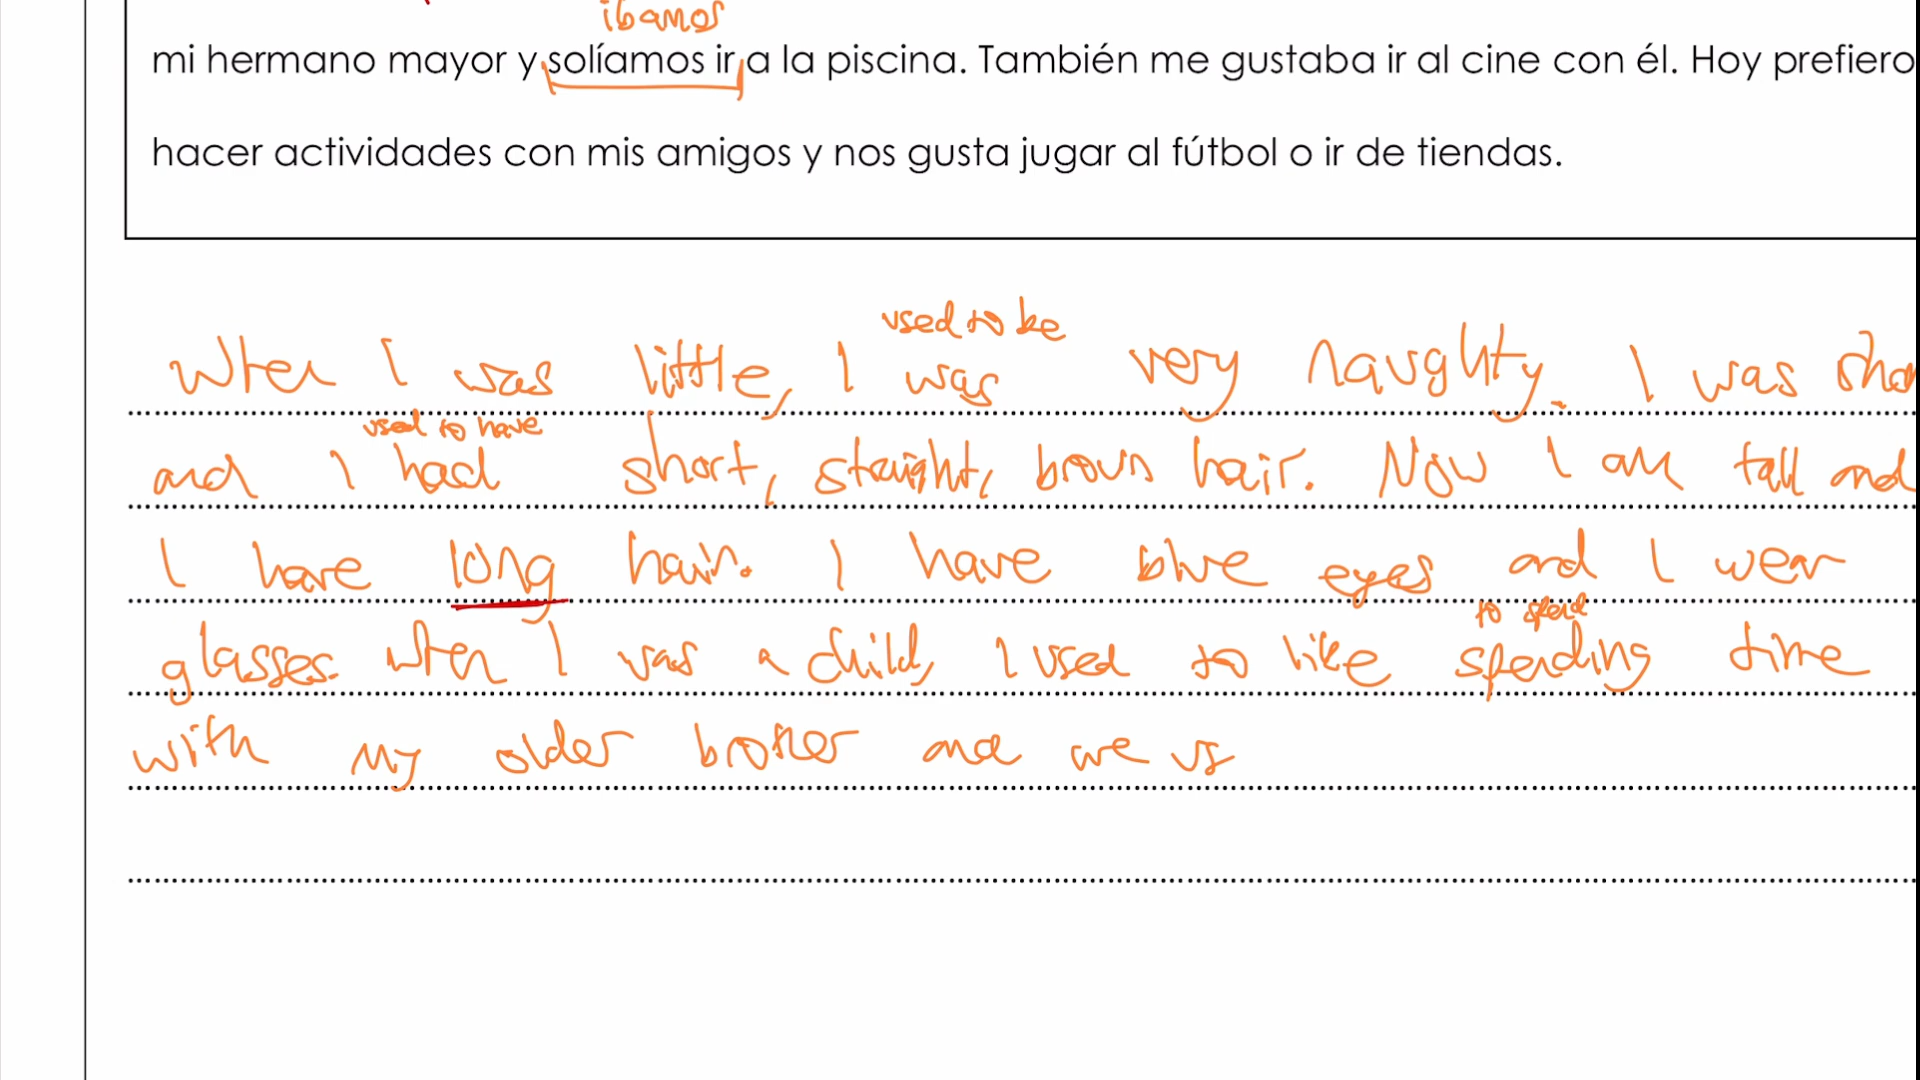 íbamos
mi hermano mayor y solíamos ir a la piscina. También me gustaba ir al cine con él. Hoy prefiero
hacer actividades con mis amigos y nos gusta jugar al fútbol o ir de tiendas.
used to be
When I was little, I was very naughty. I was sho
used to have
and I had short, straight, brown hair. Now I am tall and
I have long hair. I have blue eyes and I wear
to spend
glasses. When I was a child, I used to like spending time
with my older brother and we us